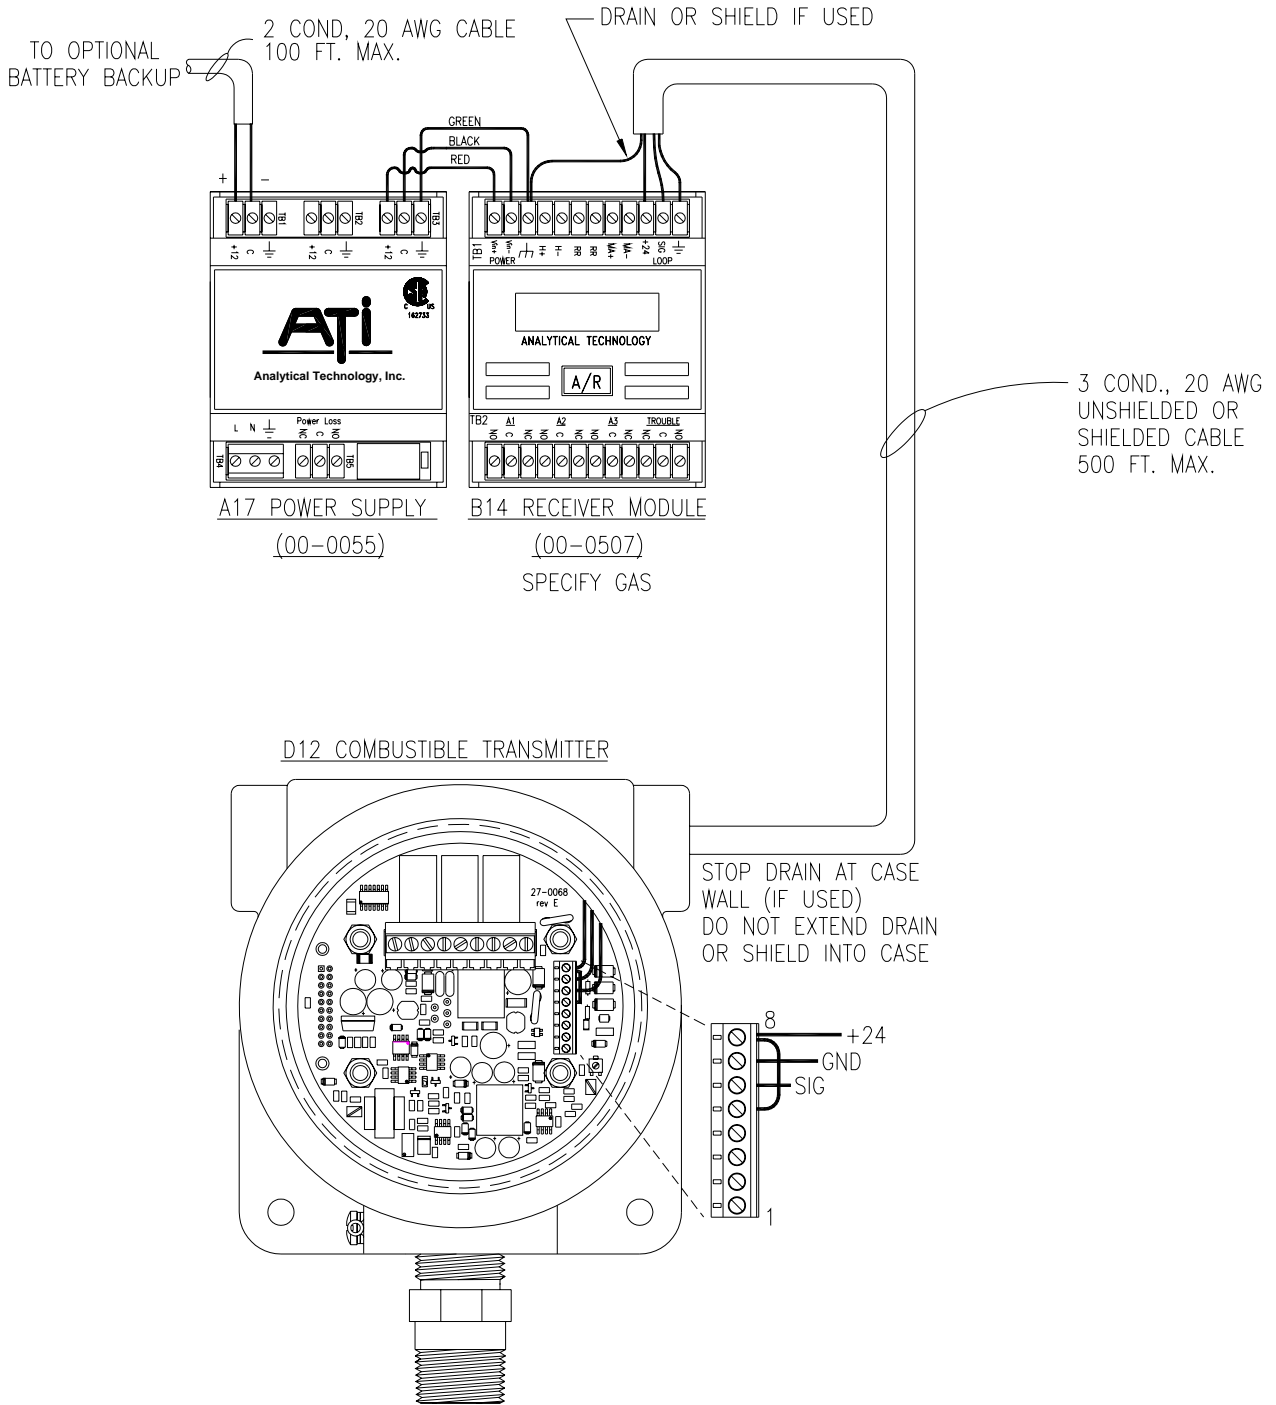 DRAIN OR SHIELD IF USED
2 COND, 20 AWG CABLE
100 FT. MAX.
TO OPTIONAL
BATTERY BACKUP
GREEN
BLACK
RED
+ -
TB1 TB2 TB3
+12 C +12 C +12 C
TB1 Vin+ Vin- H+ H- RR RR MA+ MA- +24 SIG
POWER LOOP
ATi
Analytical Technology, Inc.
C US
162733
ANALYTICAL TECHNOLOGY
A/R
L N
Power Loss
NC C NO
TB4 TB5
TB2 A1 A2 A3 TROUBLE
NO C NC NO C NC NO C NC NC C NO
A17 POWER SUPPLY
(00-0055)
B14 RECEIVER MODULE
(00-0507)
SPECIFY GAS
3 COND., 20 AWG
UNSHIELDED OR
SHIELDED CABLE
500 FT. MAX.
D12 COMBUSTIBLE TRANSMITTER
27-0068
rev E
STOP DRAIN AT CASE
WALL (IF USED)
DO NOT EXTEND DRAIN
OR SHIELD INTO CASE
8
+24
GND
SIG
1